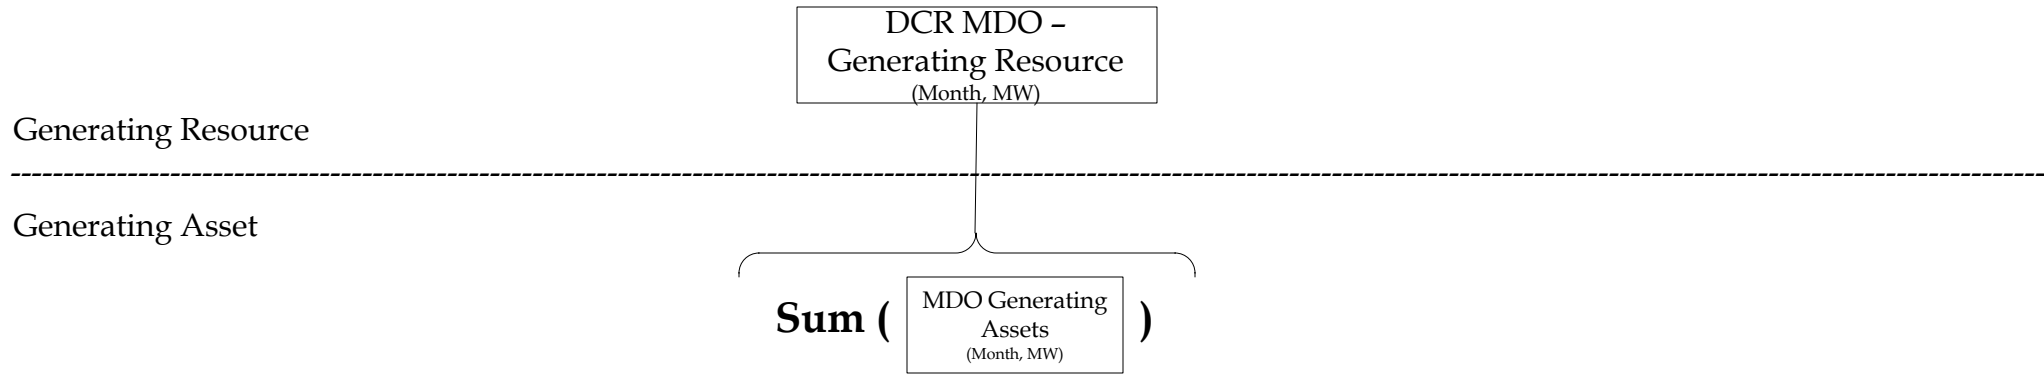 DCR MDO –
Generating Resource
(Month, MW)
Generating Resource
Generating Asset
Sum ( MDO Generating )
Assets
(Month, MW)